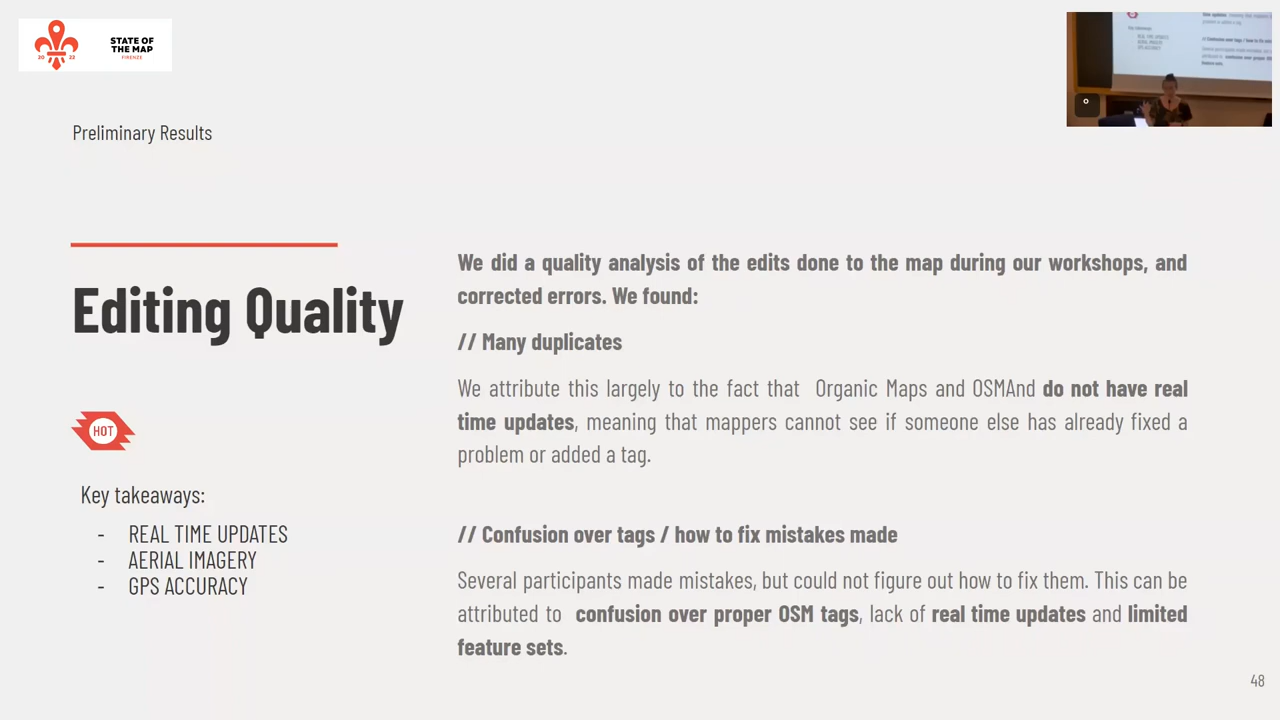 20 22
STATE OF
THE MAP
FIRENZE
Preliminary Results
Editing Quality
HOT
Key takeaways:
- REAL TIME UPDATES
- AERIAL IMAGERY
- GPS ACCURACY
We did a quality analysis of the edits done to the map during our workshops, and
corrected errors. We found:
// Many duplicates
We attribute this largely to the fact that Organic Maps and OSMAnd do not have real
time updates, meaning that mappers cannot see if someone else has already fixed a
problem or added a tag.
// Confusion over tags / how to fix mistakes made
Several participants made mistakes, but could not figure out how to fix them. This can be
attributed to confusion over proper OSM tags, lack of real time updates and limited
feature sets.
48